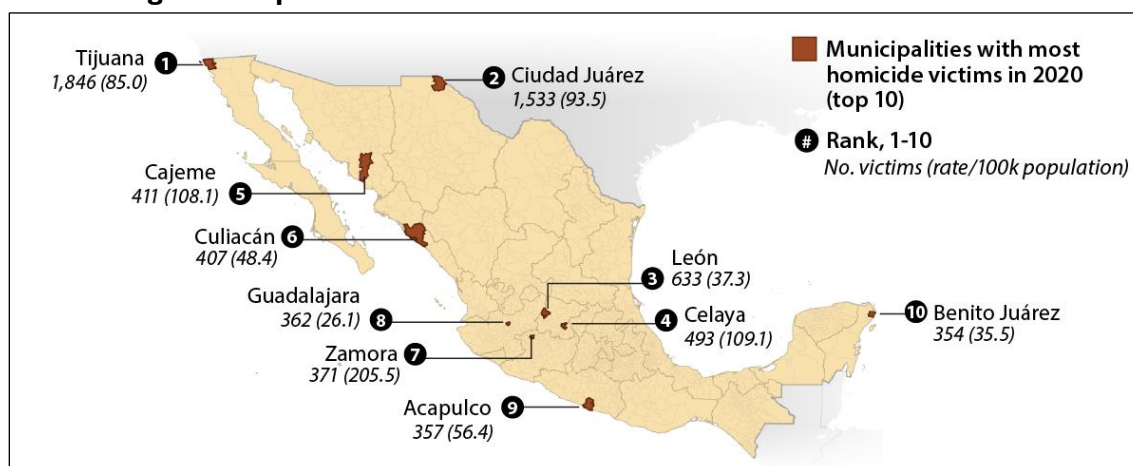 Tijuana 1
1,846 (85.0)
2 Ciudad Juárez
1,533 (93.5)
Municipalities with most
homicide victims in 2020
(top 10)
# Rank, 1-10
No. victims (rate/100k population)
Cajeme
5
411 (108.1)
Culiacán 6
407 (48.4)
León
3
633 (37.3)
Guadalajara
8
362 (26.1)
4 Celaya
493 (109.1)
10 Benito Juárez
354 (35.5)
Zamora 7
371 (205.5)
Acapulco 9
357 (56.4)